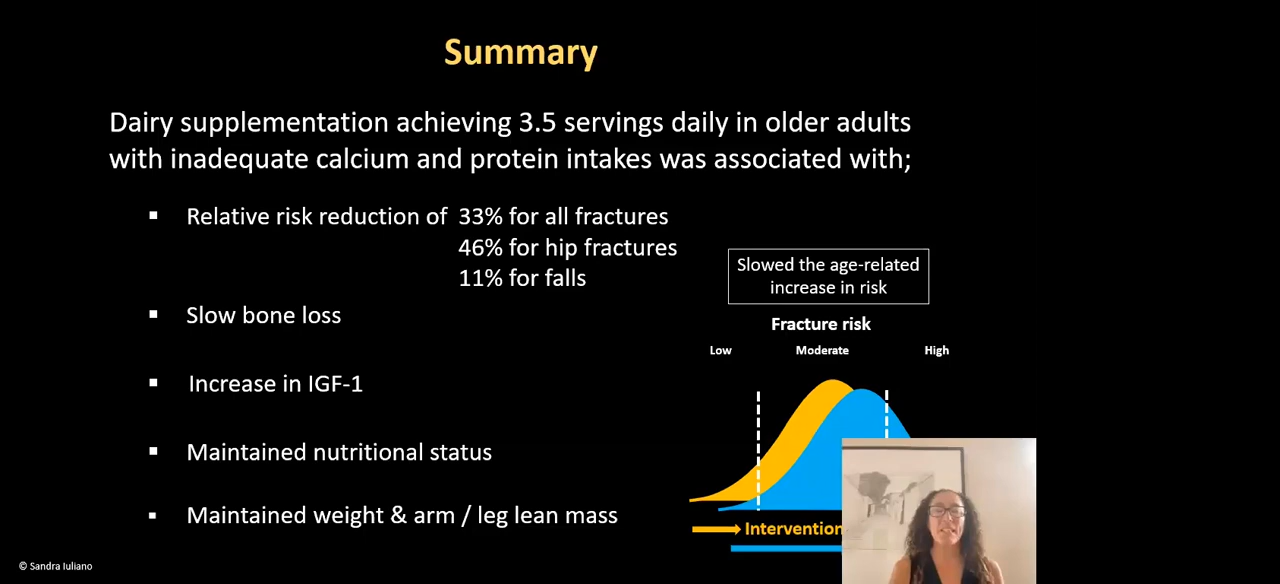 Summary
Dairy supplementation achieving 3.5 servings daily in older adults
with inadequate calcium and protein intakes was associated with;
▪ Relative risk reduction of 33% for all fractures
46% for hip fractures
11% for falls
▪ Slow bone loss
▪ Increase in IGF-1
▪ Maintained nutritional status
▪ Maintained weight & arm / leg lean mass
Slowed the age-related
increase in risk
Fracture risk
Low Moderate High
Intervention
© Sandra Iuliano